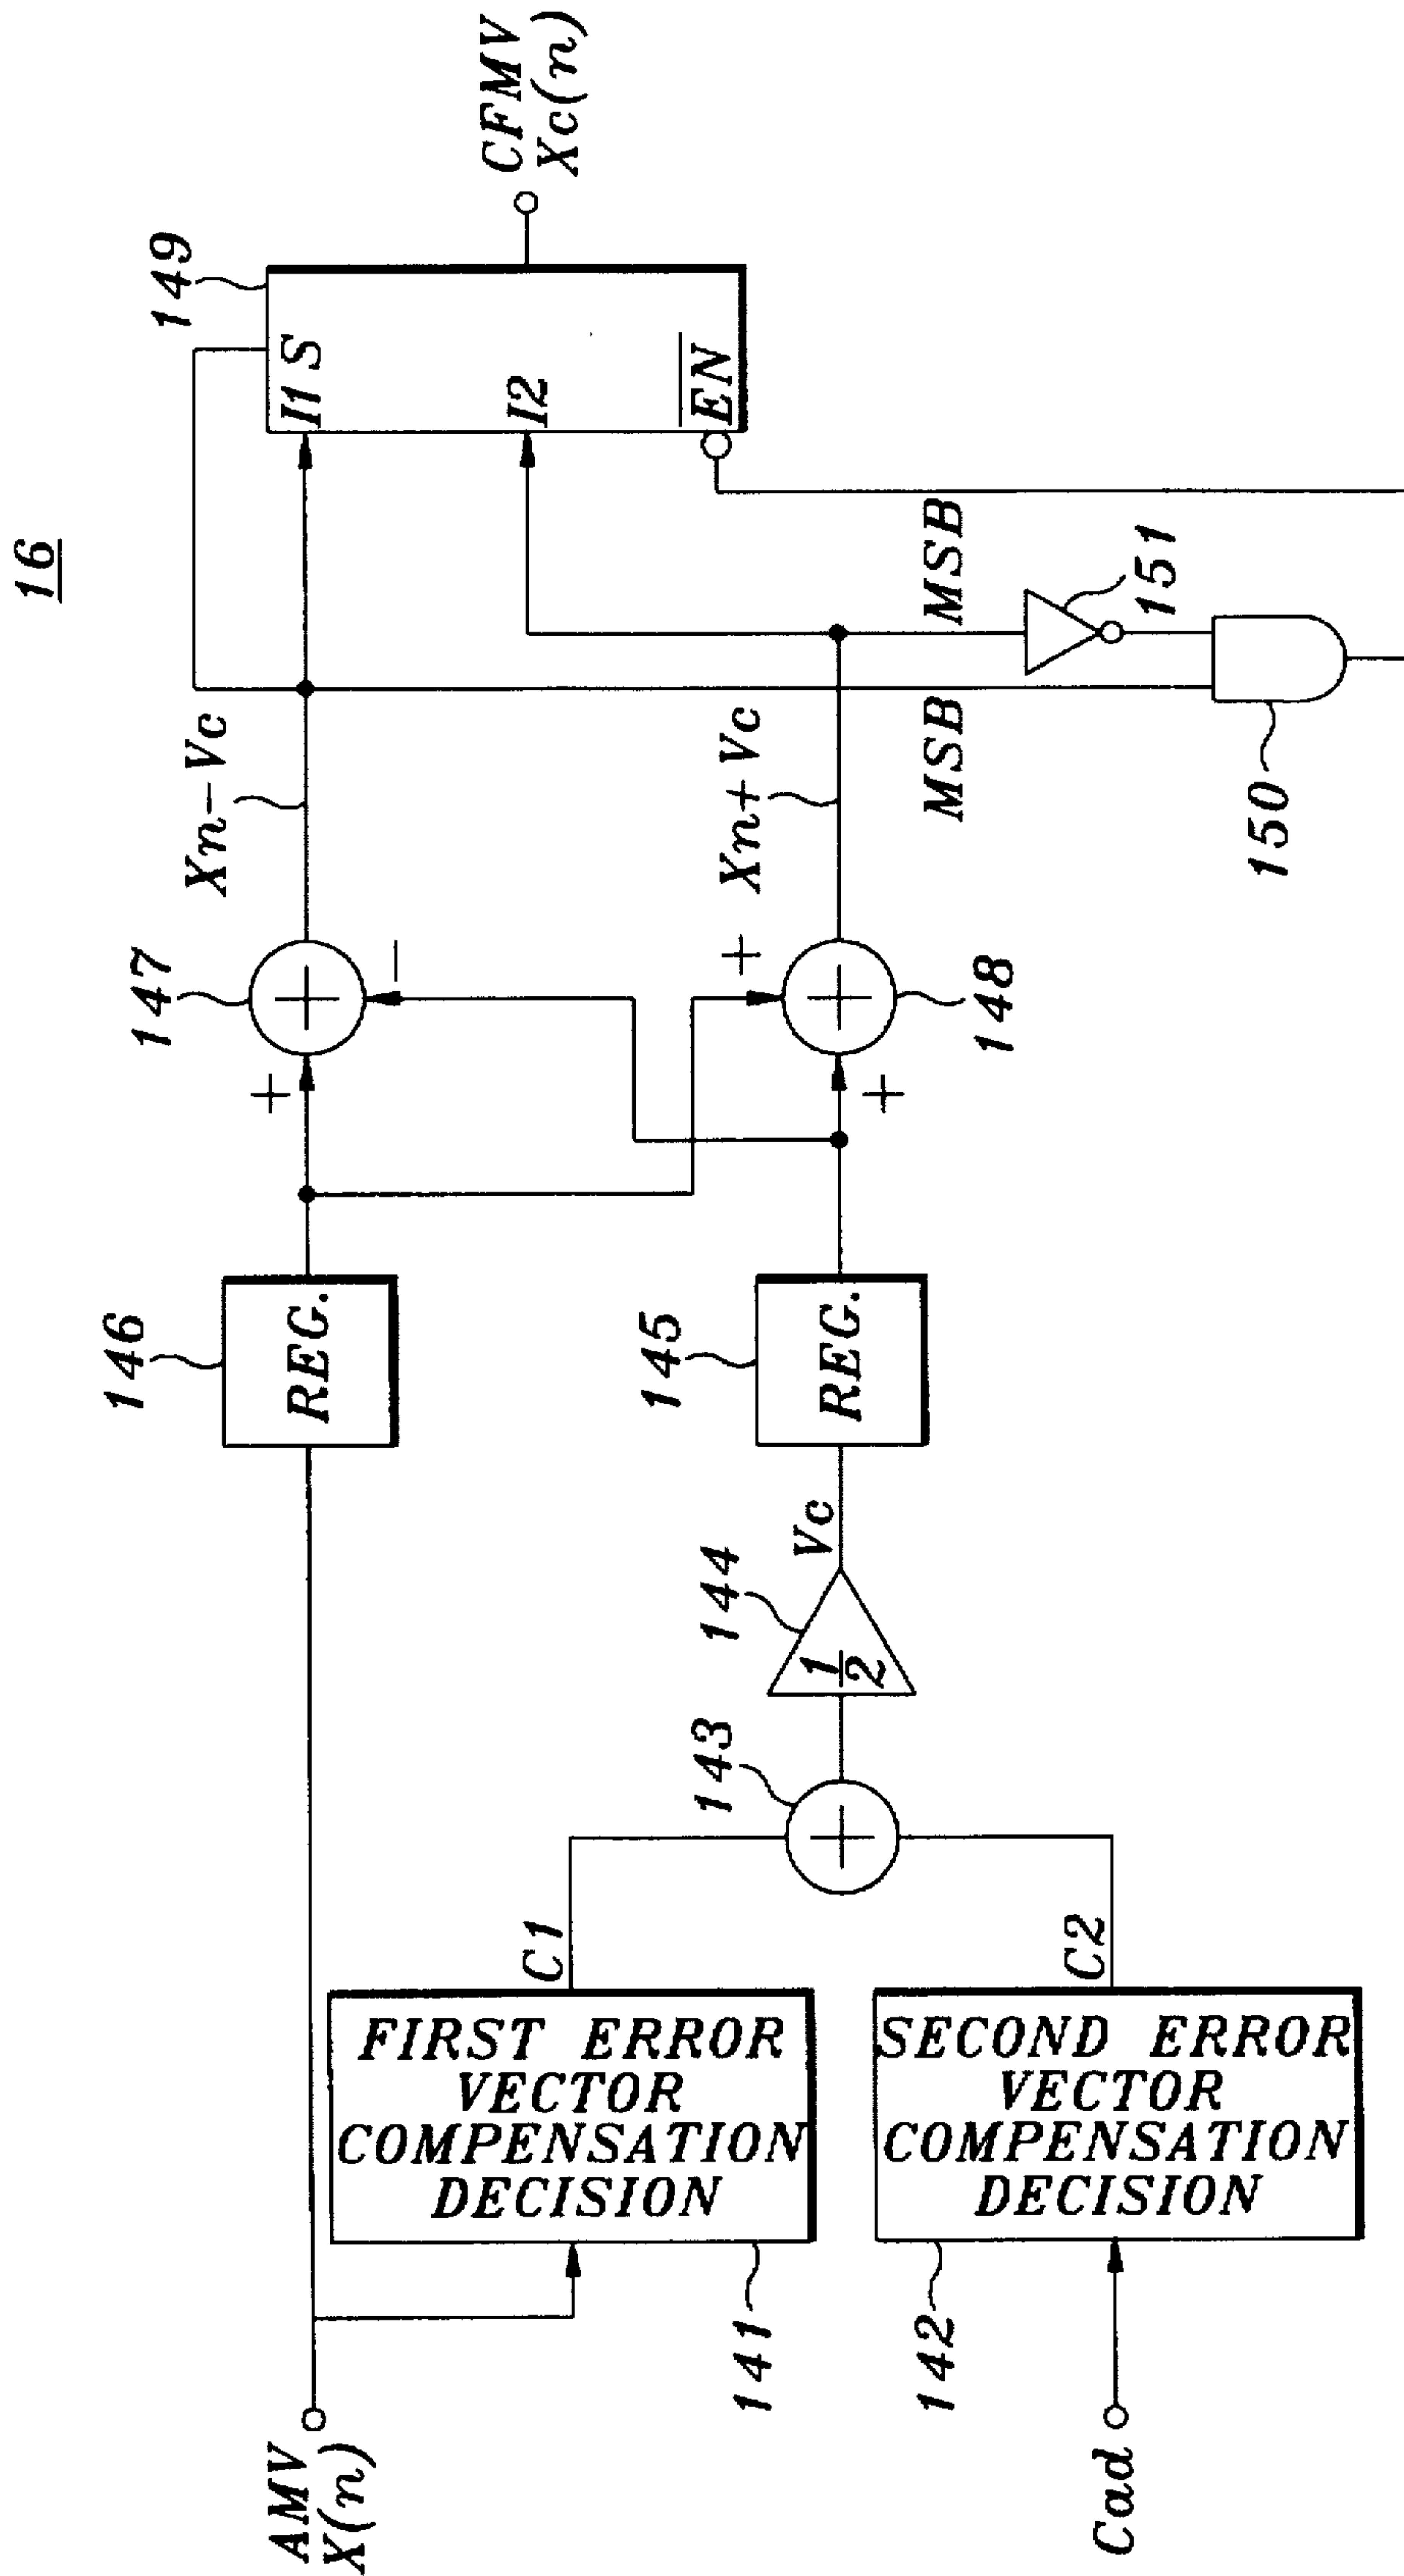 16
AMV
X(n)
Cad
141
142
FIRST ERROR
VECTOR
COMPENSATION
DECISION
SECOND ERROR
VECTOR
COMPENSATION
DECISION
C1
C2
143
+
144
1
2
Vc
146
REG.
145
REG.
147
+
+
−
148
+
+
+
Xn−Vc
Xn+Vc
MSB
MSB
150
151
149
I1 S
I2
EN
CFMV
Xc(n)